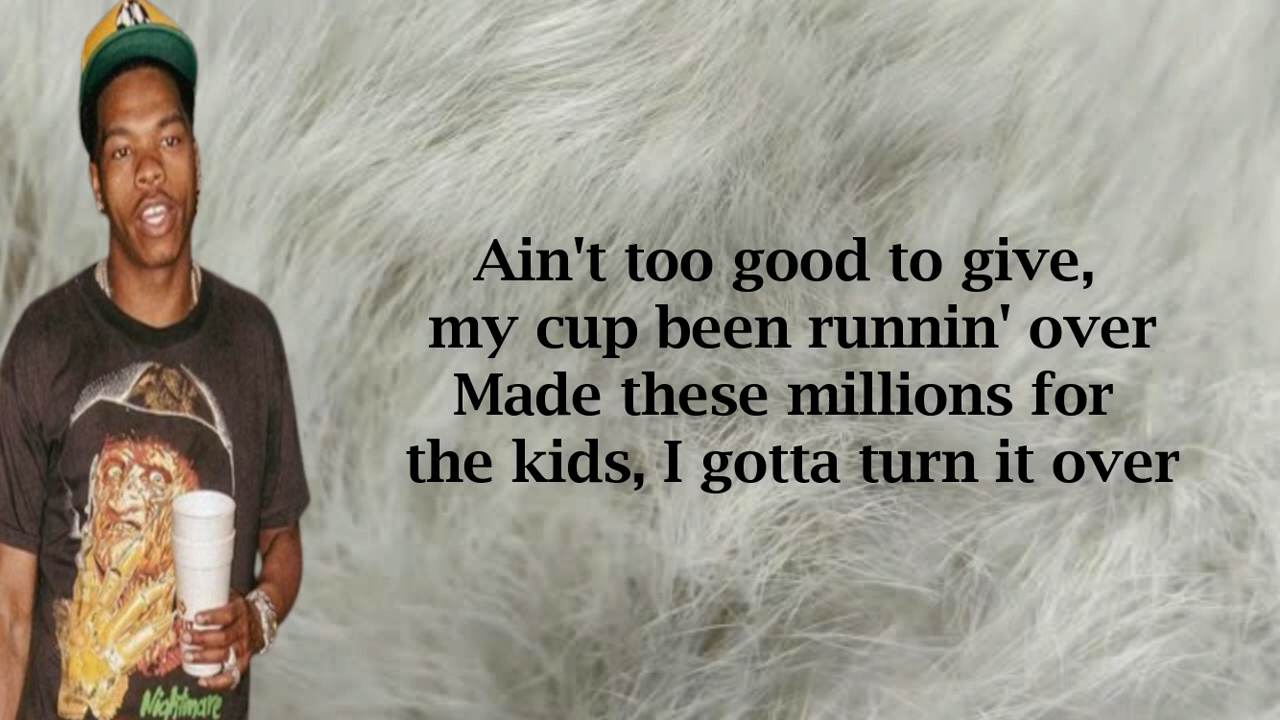 Ain't too good to give,
my cup been runnin' over
Made these millions for
the kids, I gotta turn it over
Nightmare